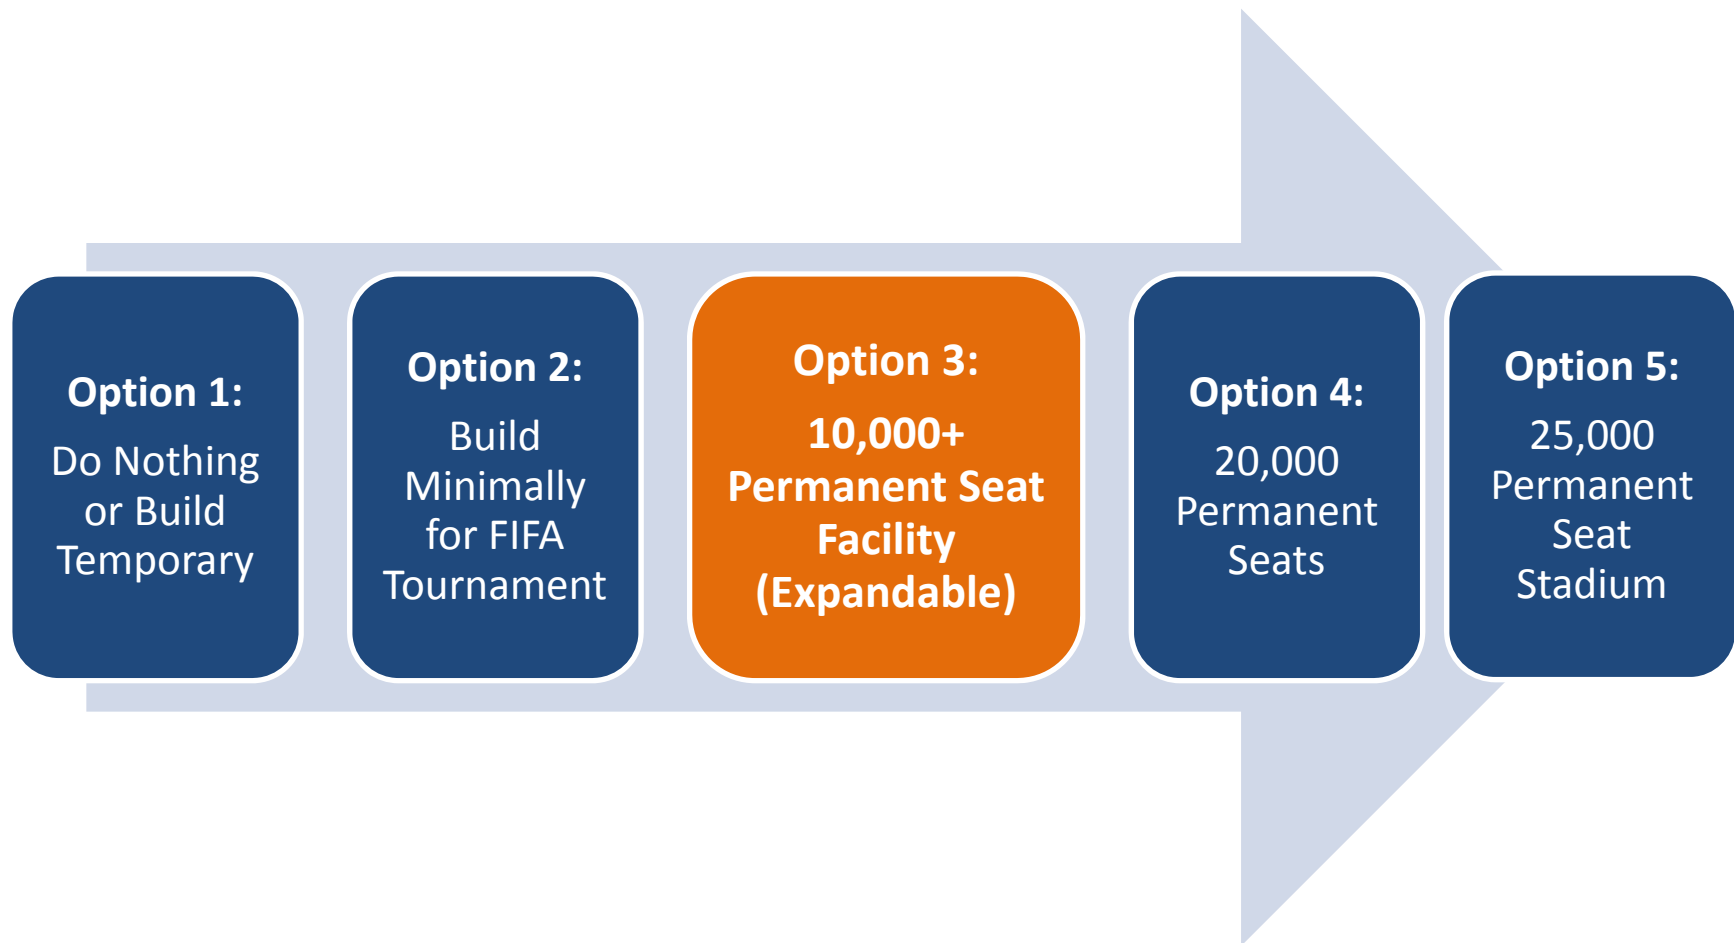 Option 1:
Do Nothing
or Build
Temporary
Option 2:
Build
Minimally
for FIFA
Tournament
Option 3:
10,000+
Permanent Seat
Facility
(Expandable)
Option 4:
20,000
Permanent
Seats
Option 5:
25,000
Permanent
Seat
Stadium